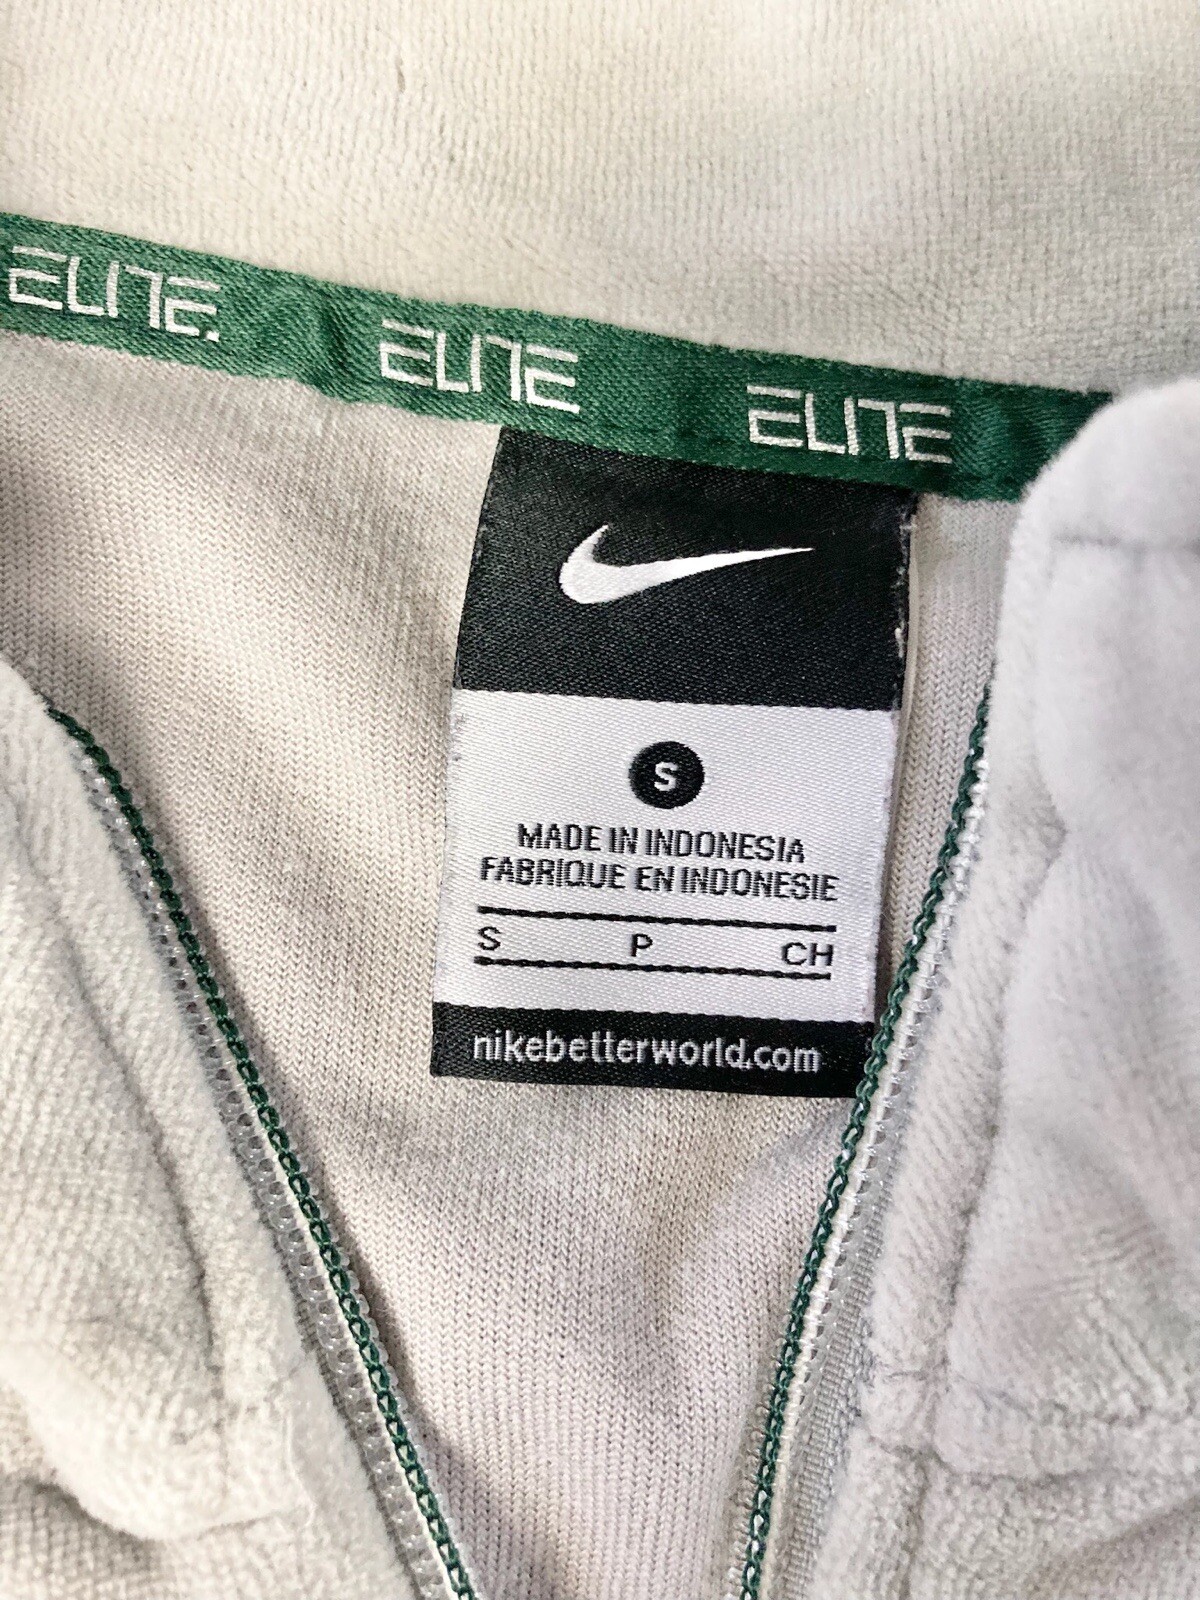 ELITE. ELITE ELITE
S
MADE IN INDONESIA
FABRIQUE EN INDONESIE
S P CH
nikebetterworld.com